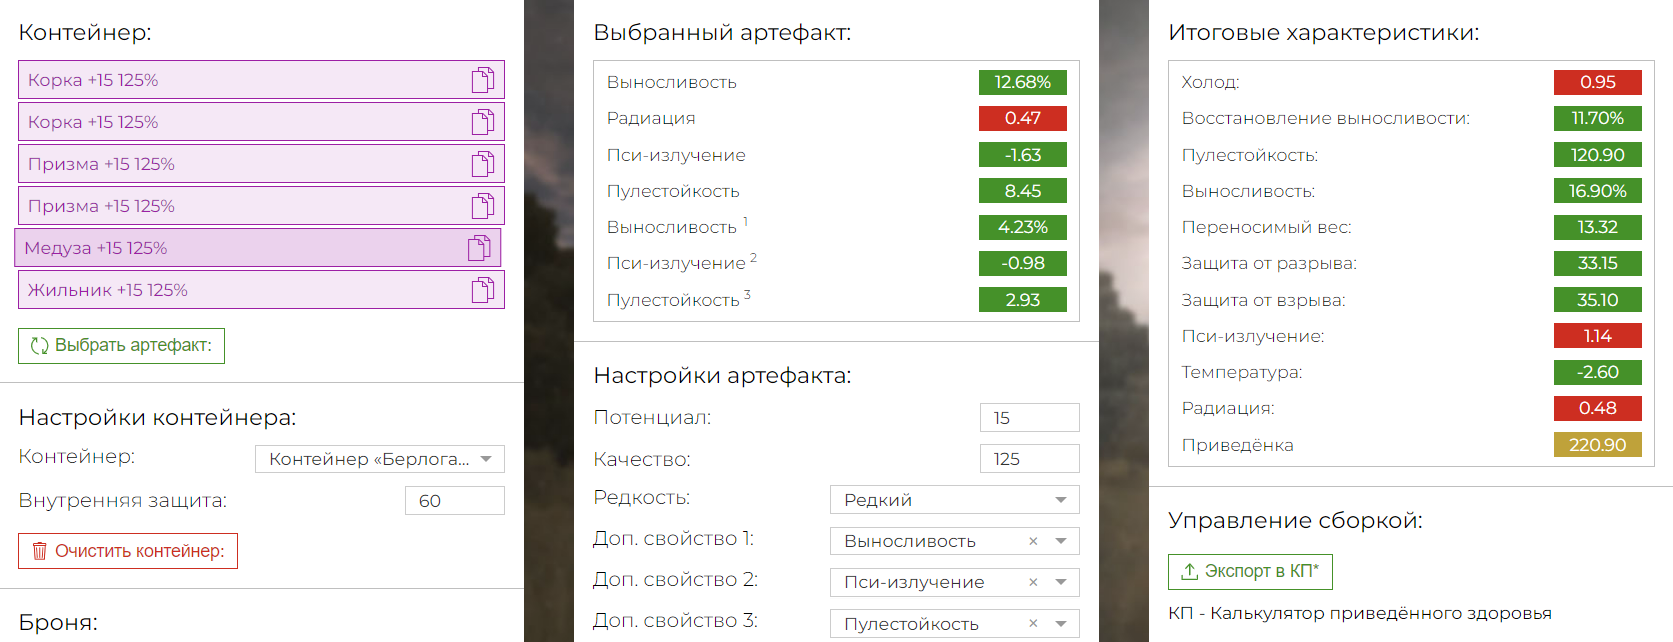 Контейнер:
Корка +15 125%
Корка +15 125%
Призма +15 125%
Призма +15 125%
Медуза +15 125%
Жильник +15 125%
Выбрать артефакт:
Настройки контейнера:
Контейнер: Контейнер «Берлога...
Внутренняя защита: 60
Очистить контейнер:
Броня:
Выбранный артефакт:
Выносливость 12.68%
Радиация 0.47
Пси-излучение -1.63
Пулестойкость 8.45
Выносливость 1 4.23%
Пси-излучение 2 -0.98
Пулестойкость 3 2.93
Настройки артефакта:
Потенциал: 15
Качество: 125
Редкость: Редкий
Доп. свойство 1: Выносливость ×
Доп. свойство 2: Пси-излучение ×
Доп. свойство 3: Пулестойкость ×
Итоговые характеристики:
Холод: 0.95
Восстановление выносливости: 11.70%
Пулестойкость: 120.90
Выносливость: 16.90%
Переносимый вес: 13.32
Защита от разрыва: 33.15
Защита от взрыва: 35.10
Пси-излучение: 1.14
Температура: -2.60
Радиация: 0.48
Приведёнка 220.90
Управление сборкой:
Экспорт в КП*
КП - Калькулятор приведённого здоровья